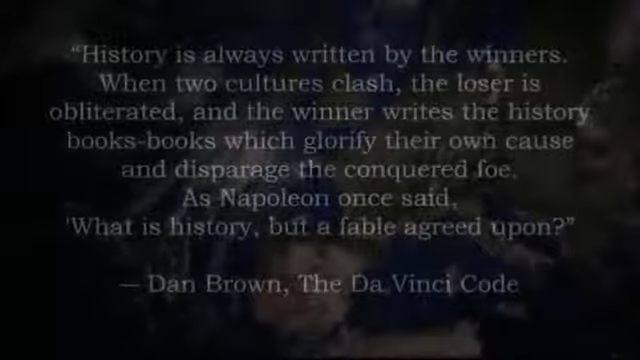 “History is always written by the winners.
When two cultures clash, the loser is
obliterated, and the winner writes the history
books-books which glorify their own cause
and disparage the conquered foe.
As Napoleon once said,
'What is history, but a fable agreed upon?”
— Dan Brown, The Da Vinci Code